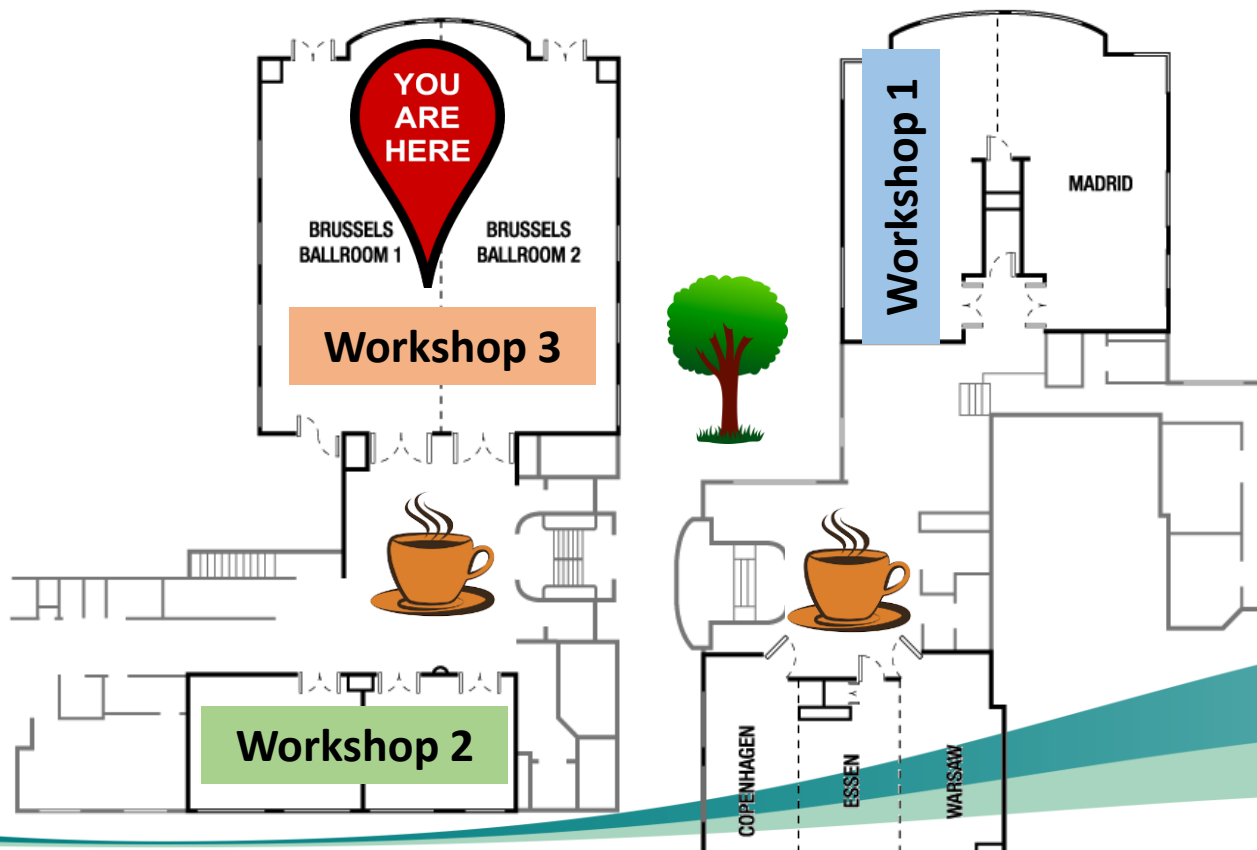 YOU
ARE
HERE
BRUSSELS
BALLROOM 1
BRUSSELS
BALLROOM 2
Workshop 3
Workshop 1
MADRID
Workshop 2
COPENHAGEN
ESSEN
WARSAW